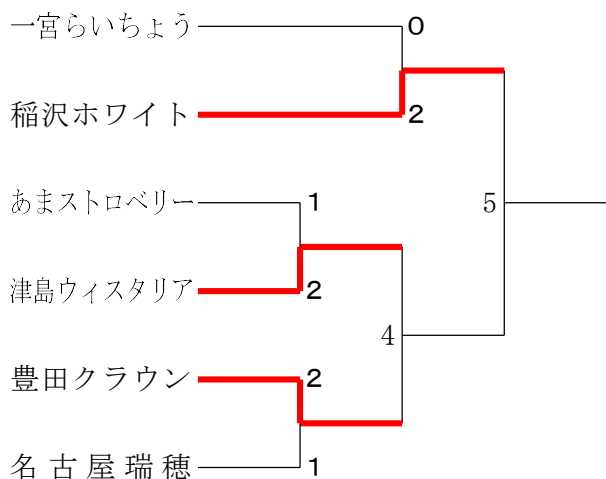 一宮らいちょう
0
稲沢ホワイト
2
あまストロベリー
1
5
津島ウィスタリア
2
4
豊田クラウン
2
名古屋瑞穂
1